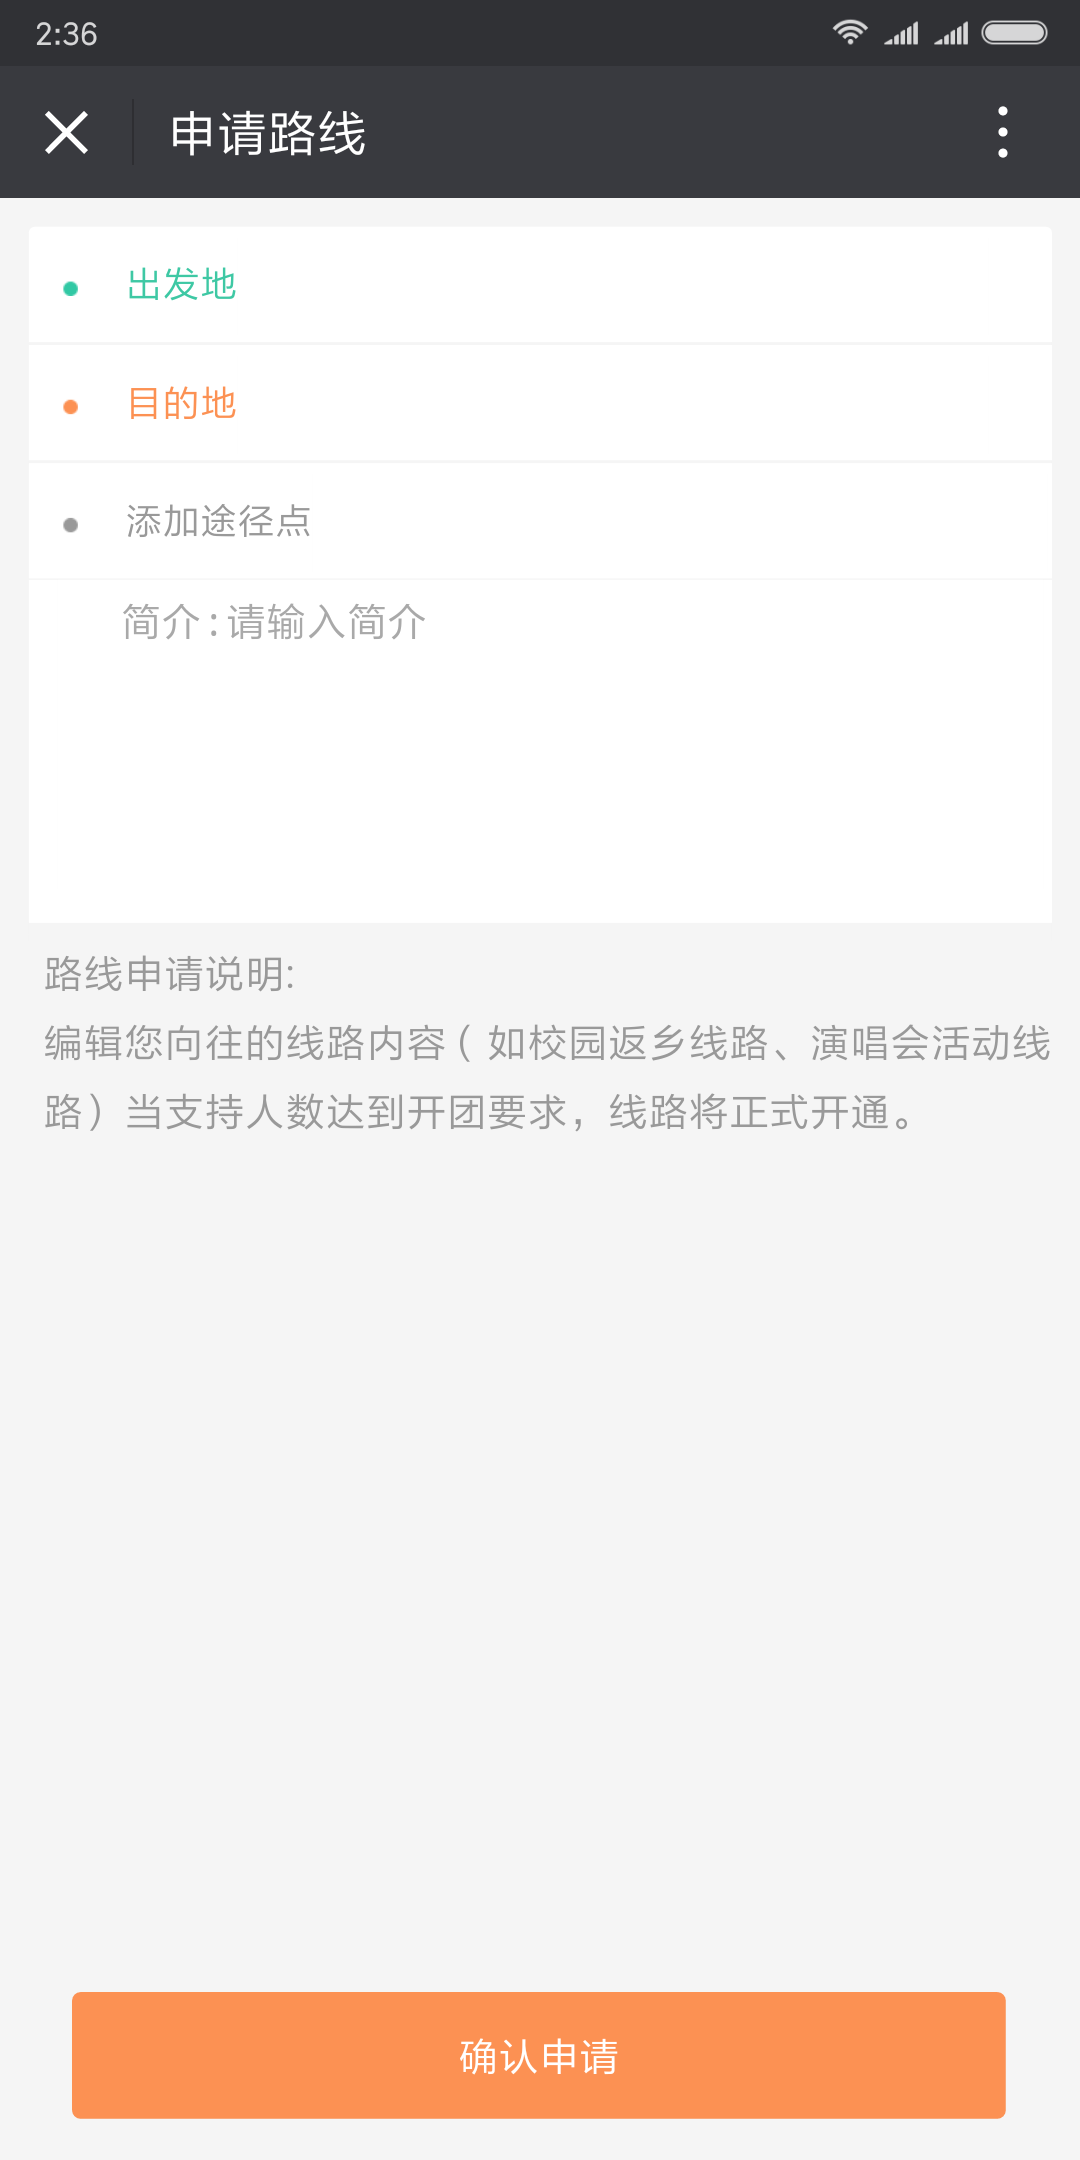 2:36
申请路线
出发地
目的地
添加途径点
简介:请输入简介
路线申请说明:
编辑您向往的线路内容（如校园返乡线路、演唱会活动线
路）当支持人数达到开团要求，线路将正式开通。
确认申请